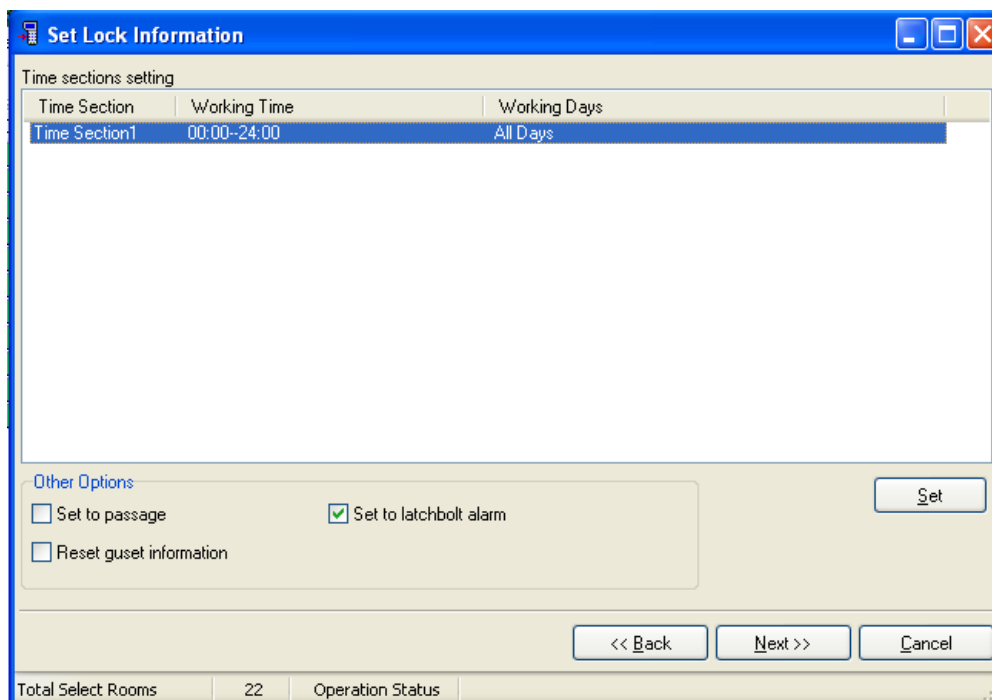 Set Lock Information
Time sections setting
Time Section Working Time Working Days
Time Section1 00:00--24:00 All Days
Other Options
Set to passage Set to latchbolt alarm
Reset guset information
Set
<< Back Next >> Cancel
Total Select Rooms 22 Operation Status